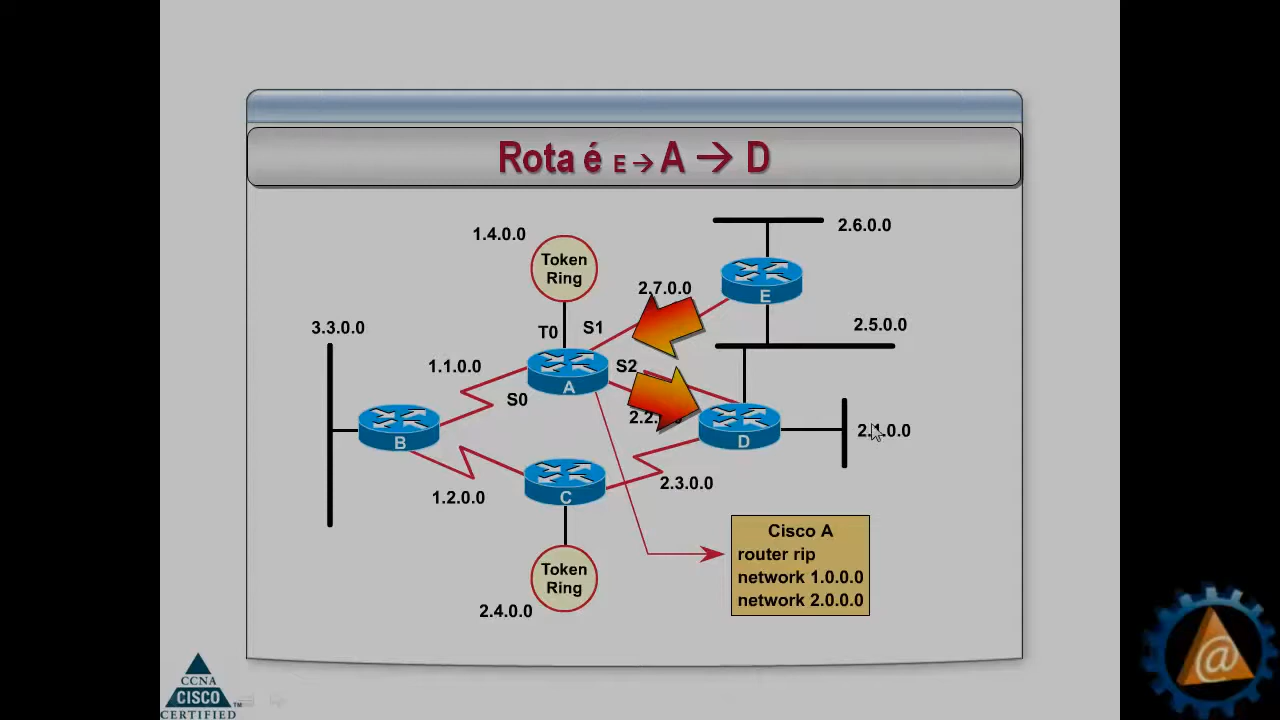 Rota é E → A → D
1.4.0.0
2.6.0.0
Token
Ring
2.7.0.0
E
3.3.0.0
T0
S1
2.5.0.0
1.1.0.0
A
S2
S0
B
D
1.2.0.0
C
2.3.0.0
Token
Ring
2.4.0.0
Cisco A
router rip
network 1.0.0.0
network 2.0.0.0
CCNA
CISCO
TM
CERTIFIED
@